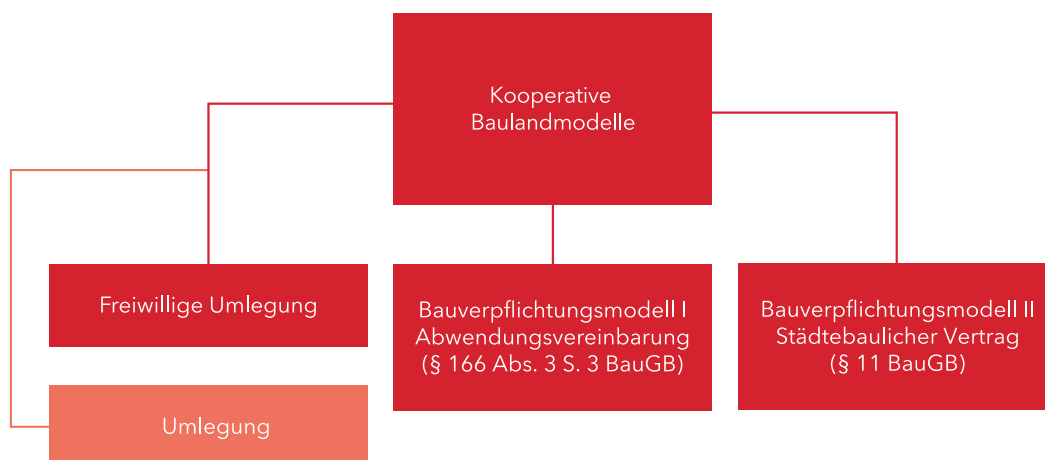 Kooperative
Baulandmodelle
Freiwillige Umlegung
Bauverpflichtungsmodell I
Abwendungsvereinbarung
(§ 166 Abs. 3 S. 3 BauGB)
Bauverpflichtungsmodell II
Städtebaulicher Vertrag
(§ 11 BauGB)
Umlegung